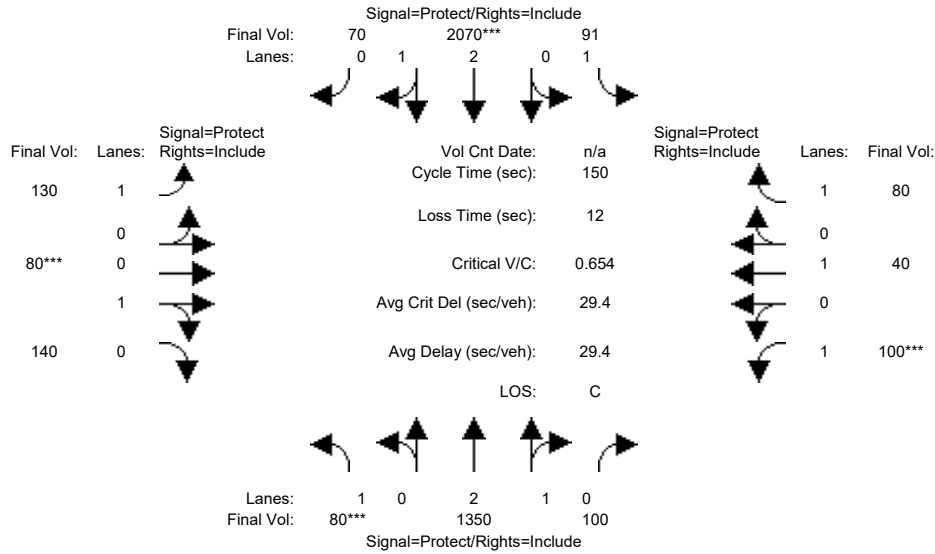 Signal=Protect/Rights=Include
Final Vol: 70 2070*** 91
Lanes: 0 1 2 0 1
Signal=Protect
Final Vol: Lanes: Rights=Include
Vol Cnt Date: n/a
Signal=Protect
Rights=Include Lanes: Final Vol:
Cycle Time (sec): 150
130 1
1 80
Loss Time (sec): 12
0
0
80*** 0
Critical V/C: 0.654
1 40
1
Avg Crit Del (sec/veh): 29.4
0
140 0
Avg Delay (sec/veh): 29.4
1 100***
LOS: C
Lanes: 1 0 2 1 0
Final Vol: 80*** 1350 100
Signal=Protect/Rights=Include